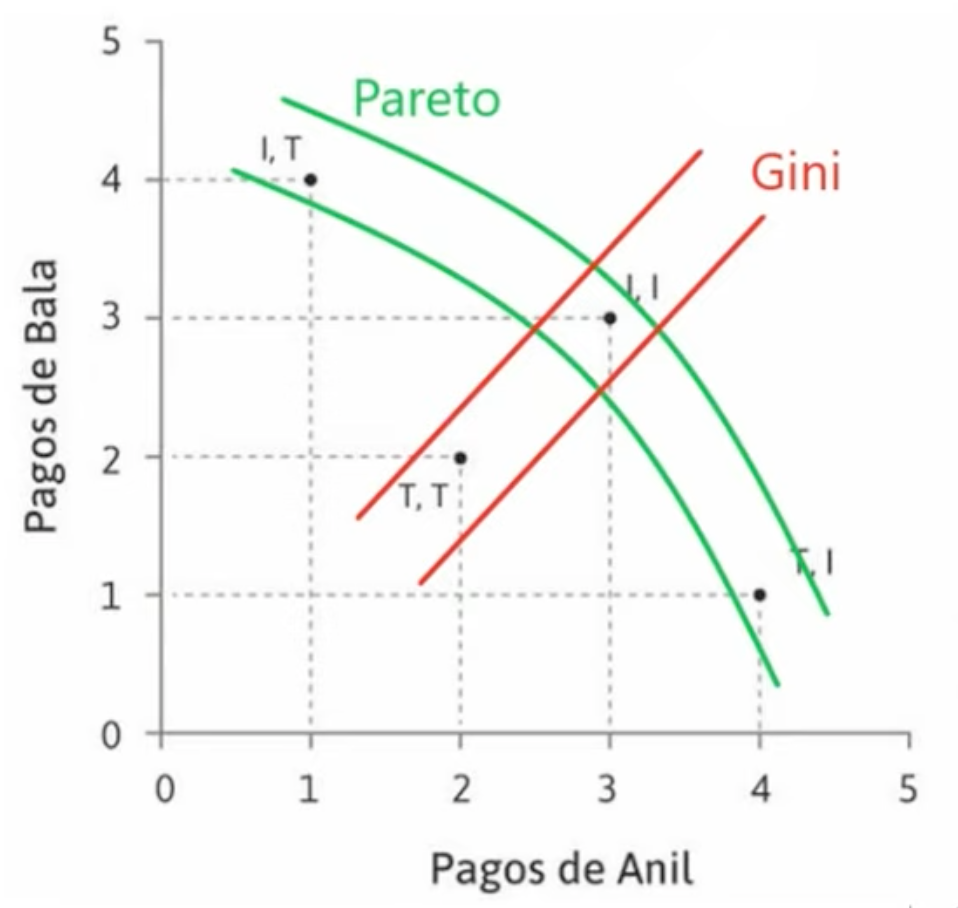 5
Pareto
I, T
4
Gini
Pagos de Bala
I, I
3
2
T, T
T, I
1
0
0 1 2 3 4 5
Pagos de Anil